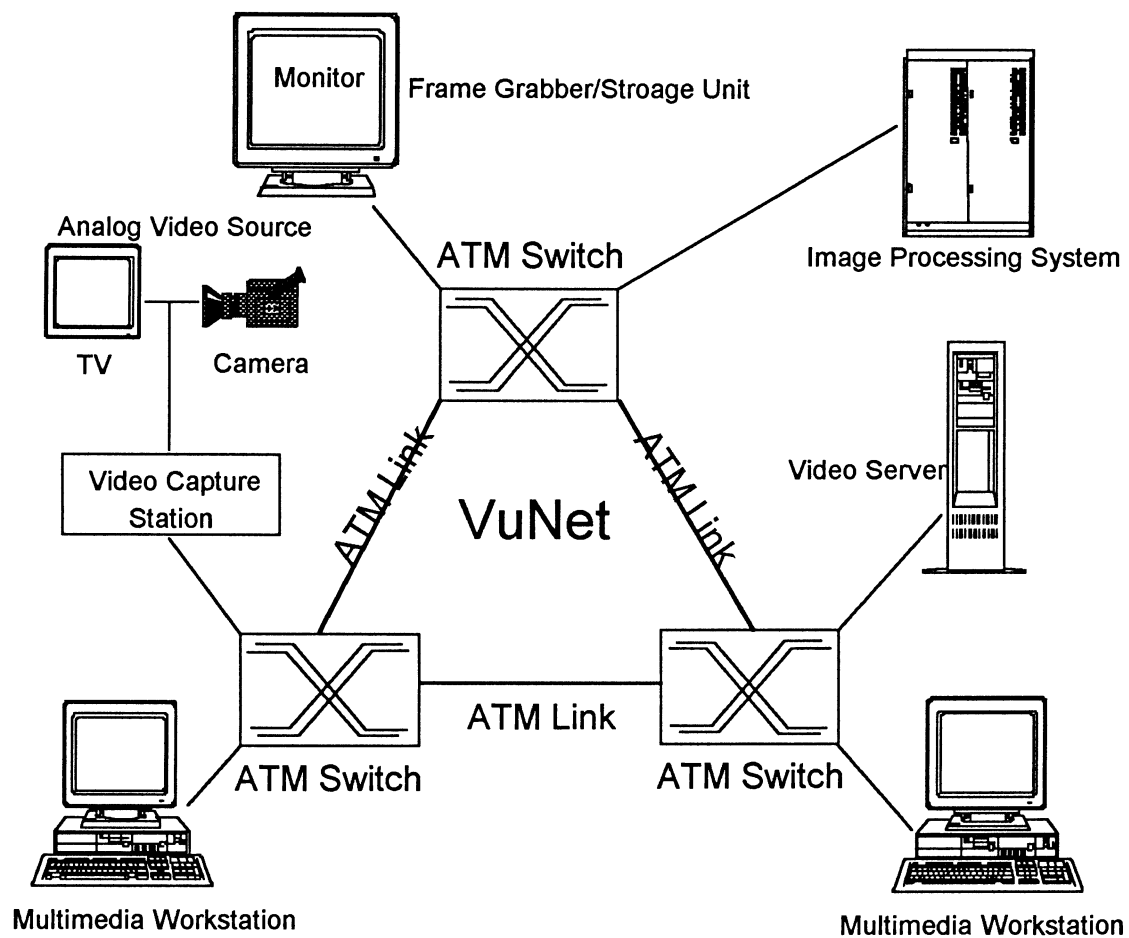 Monitor
Frame Grabber/Stroage Unit
Analog Video Source
ATM Switch
Image Processing System
TV
Camera
ATM Link
ATM Link
Video Server
Video Capture
Station
VuNet
ATM Link
ATM Switch
ATM Switch
Multimedia Workstation
Multimedia Workstation